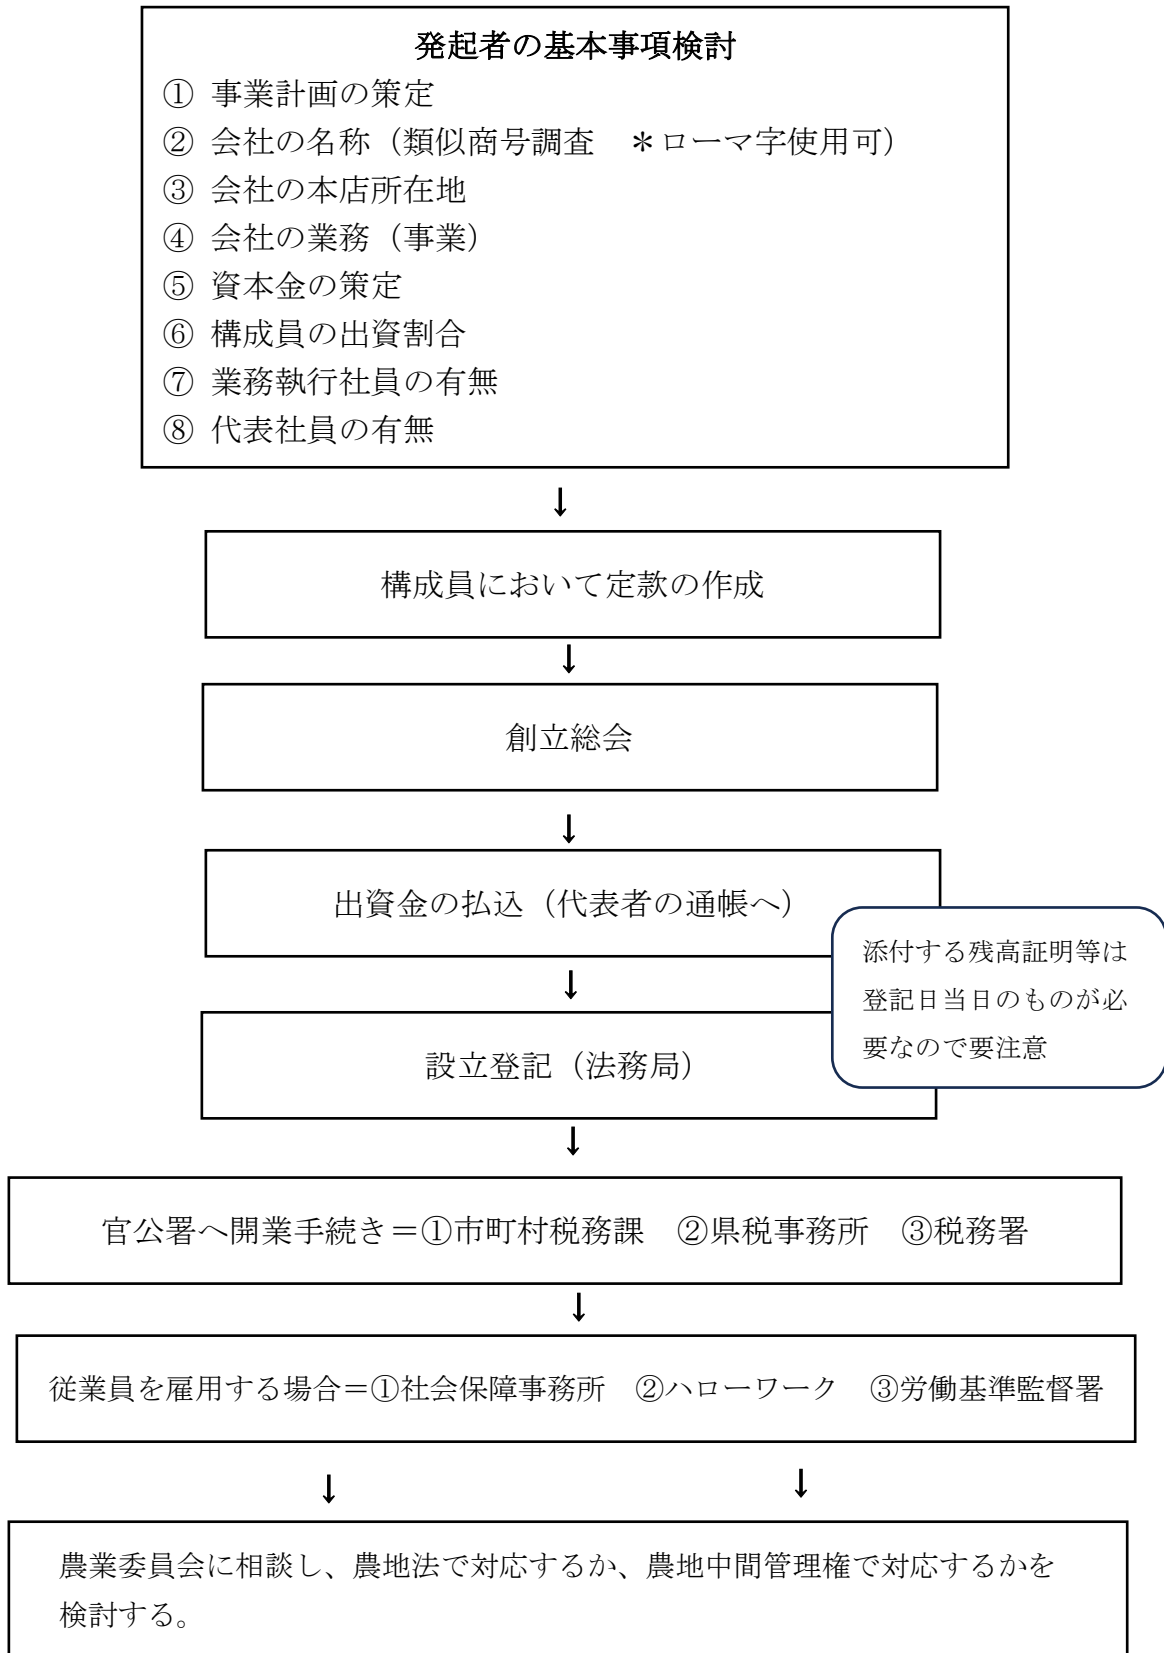 発起者の基本事項検討
① 事業計画の策定
② 会社の名称（類似商号調査　＊ローマ字使用可）
③ 会社の本店所在地
④ 会社の業務（事業）
⑤ 資本金の策定
⑥ 構成員の出資割合
⑦ 業務執行社員の有無
⑧ 代表社員の有無
↓
構成員において定款の作成
↓
創立総会
↓
出資金の払込（代表者の通帳へ）
添付する残高証明等は
登記日当日のものが必
要なので要注意
↓
設立登記（法務局）
↓
官公署へ開業手続き＝①市町村税務課　②県税事務所　③税務署
↓
従業員を雇用する場合＝①社会保障事務所　②ハローワーク　③労働基準監督署
↓　↓
農業委員会に相談し、農地法で対応するか、農地中間管理権で対応するかを
検討する。